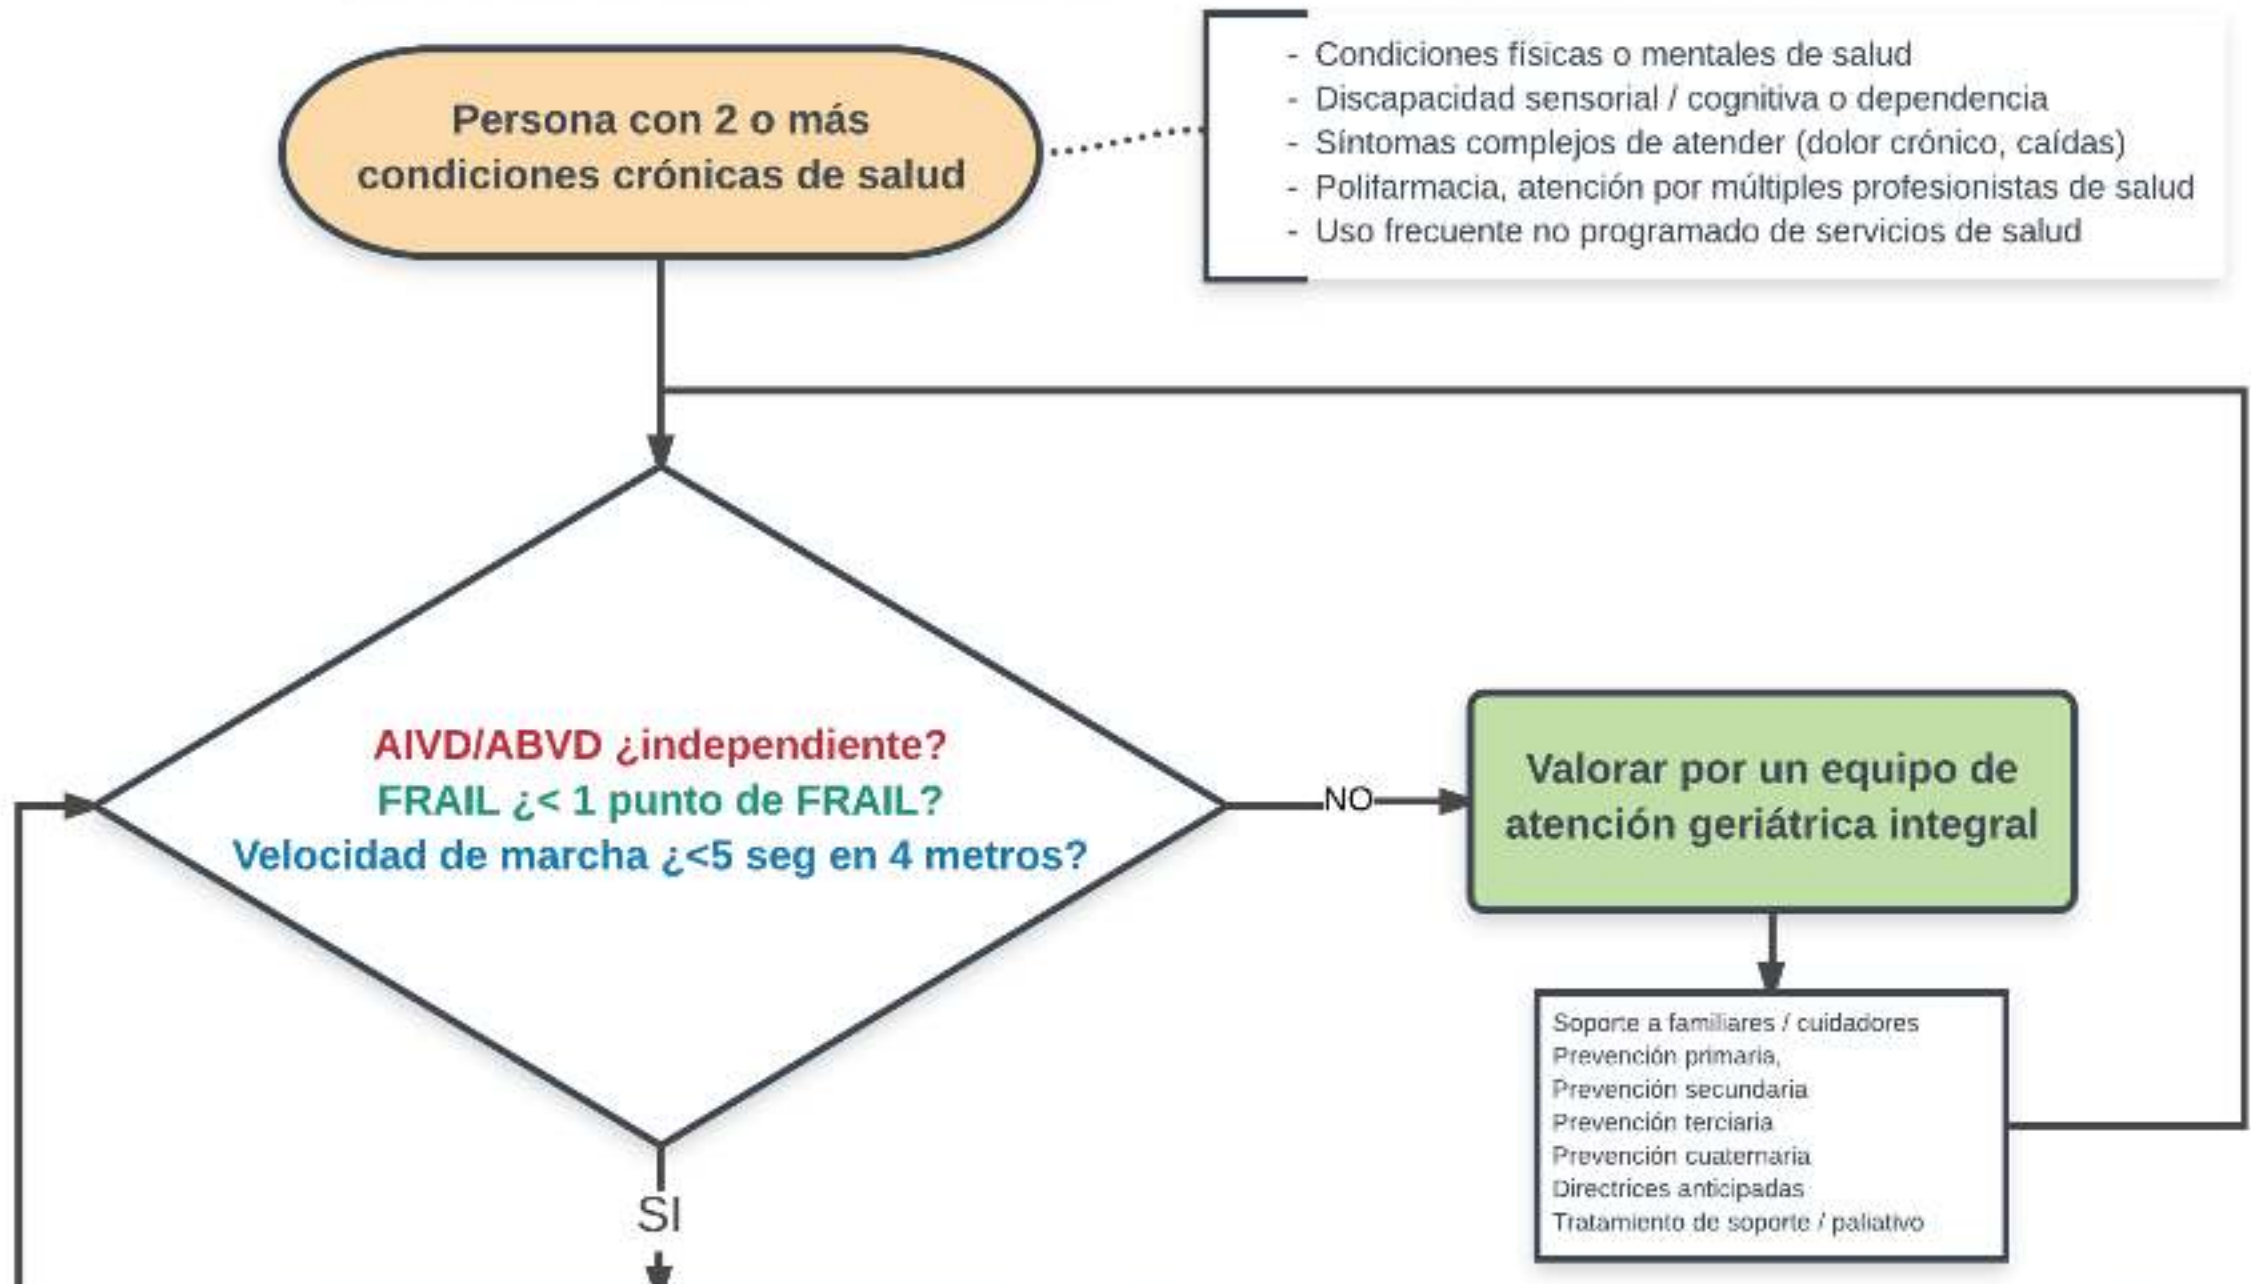 Persona con 2 o más
condiciones crónicas de salud
- Condiciones físicas o mentales de salud
- Discapacidad sensorial / cognitiva o dependencia
- Síntomas complejos de atender (dolor crónico, caídas)
- Polifarmacia, atención por múltiples profesionistas de salud
- Uso frecuente no programado de servicios de salud
AIVD/ABVD ¿independiente?
FRAIL ¿< 1 punto de FRAIL?
Velocidad de marcha ¿<5 seg en 4 metros?
NO
Valorar por un equipo de
atención geriátrica integral
Soporte a familiares / cuidadores
Prevención primaria,
Prevención secundaria
Prevención terciaria
Prevención cuaternaria
Directrices anticipadas
Tratamiento de soporte / paliativo
SI